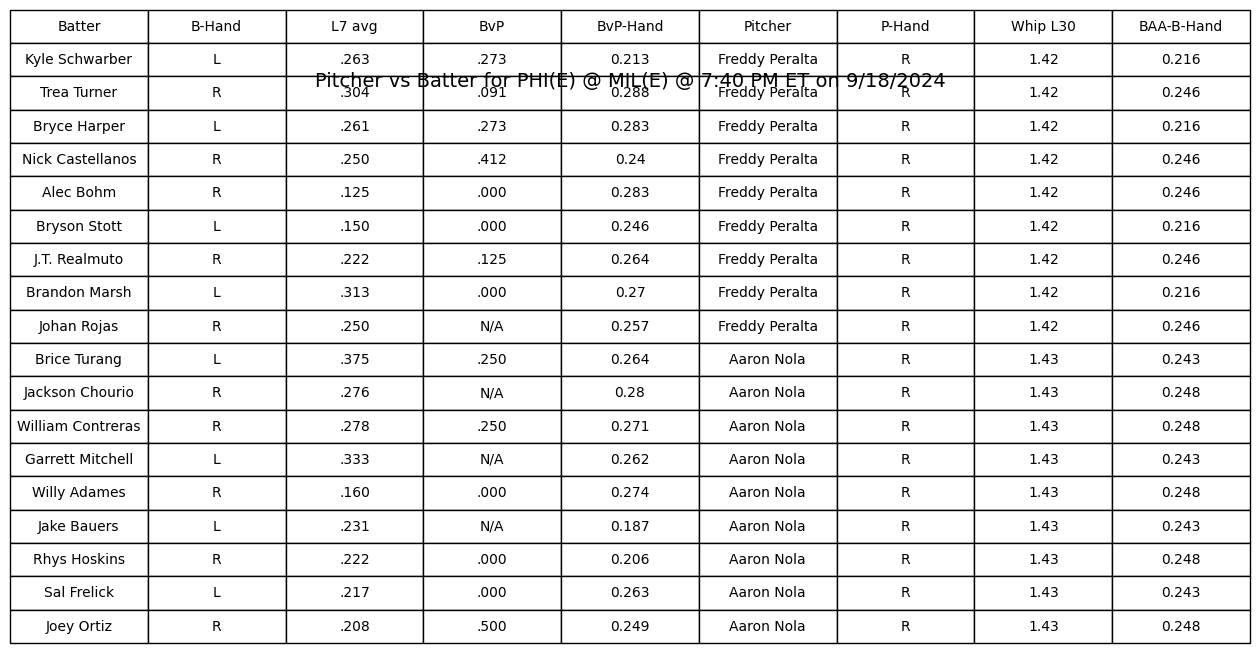 Batter B-Hand L7 avg BvP BvP-Hand Pitcher P-Hand Whip L30 BAA-B-Hand
Kyle Schwarber L .263 .273 0.213 Freddy Peralta R 1.42 0.216
Pitcher vs Batter for PHI(E) @ MIL(E) @ 7:40 PM ET on 9/18/2024
Trea Turner R .304 .091 0.288 Freddy Peralta R 1.42 0.246
Bryce Harper L .261 .273 0.283 Freddy Peralta R 1.42 0.216
Nick Castellanos R .250 .412 0.24 Freddy Peralta R 1.42 0.246
Alec Bohm R .125 .000 0.283 Freddy Peralta R 1.42 0.246
Bryson Stott L .150 .000 0.246 Freddy Peralta R 1.42 0.216
J.T. Realmuto R .222 .125 0.264 Freddy Peralta R 1.42 0.246
Brandon Marsh L .313 .000 0.27 Freddy Peralta R 1.42 0.216
Johan Rojas R .250 N/A 0.257 Freddy Peralta R 1.42 0.246
Brice Turang L .375 .250 0.264 Aaron Nola R 1.43 0.243
Jackson Chourio R .276 N/A 0.28 Aaron Nola R 1.43 0.248
William Contreras R .278 .250 0.271 Aaron Nola R 1.43 0.248
Garrett Mitchell L .333 N/A 0.262 Aaron Nola R 1.43 0.243
Willy Adames R .160 .000 0.274 Aaron Nola R 1.43 0.248
Jake Bauers L .231 N/A 0.187 Aaron Nola R 1.43 0.243
Rhys Hoskins R .222 .000 0.206 Aaron Nola R 1.43 0.248
Sal Frelick L .217 .000 0.263 Aaron Nola R 1.43 0.243
Joey Ortiz R .208 .500 0.249 Aaron Nola R 1.43 0.248